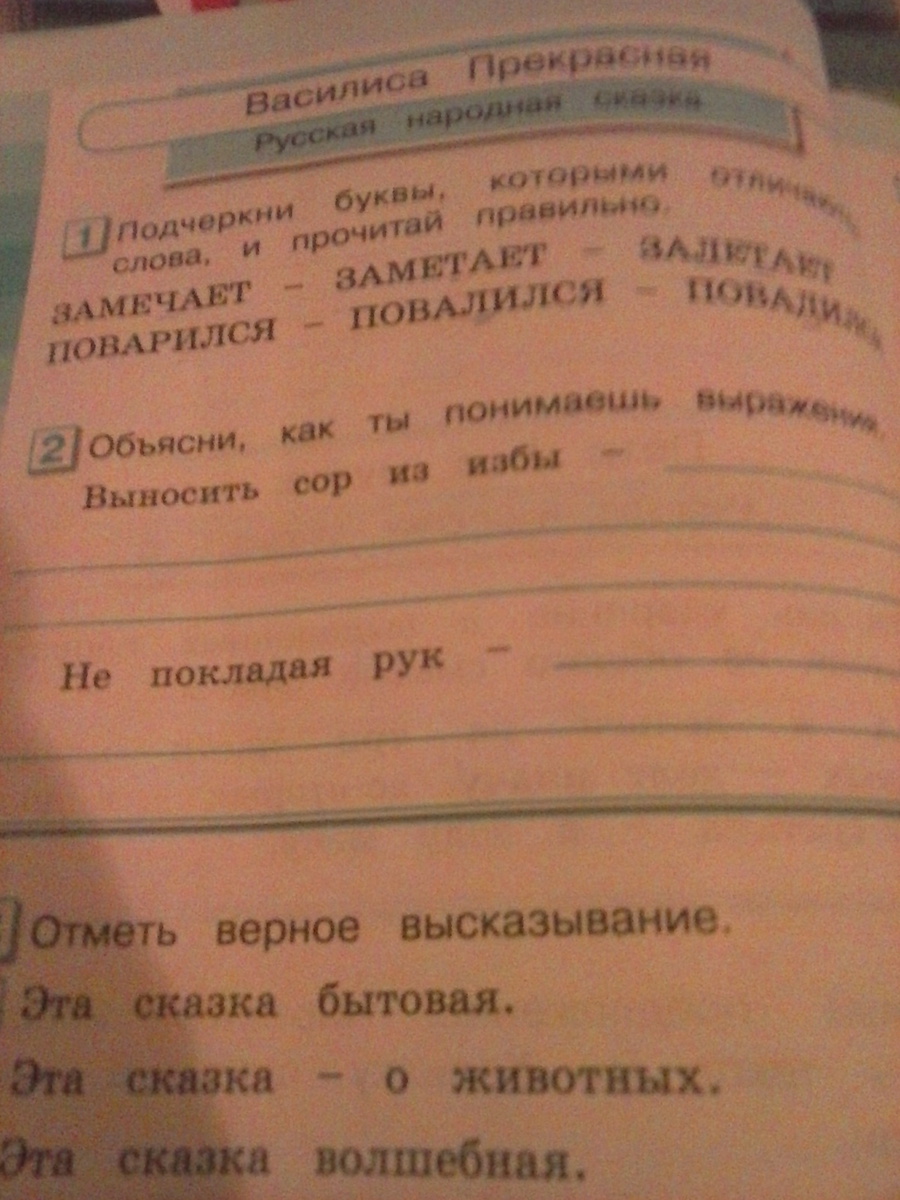 Василиса Прекрасная
Русская народная сказка
1 Подчеркни буквы, которыми
слова, и прочитай правильно.
ЗАМЕЧАЕТ – ЗАМЕТАЕТ – ЗАЛЕТАЕТ
ПОВАРИЛСЯ – ПОВАЛИЛСЯ –
2 Объясни, как ты понимаешь выражения.
Выносить сор из избы –
Не покладая рук –
Отметь верное высказывание.
Эта сказка бытовая.
Эта сказка – о животных.
Эта сказка волшебная.